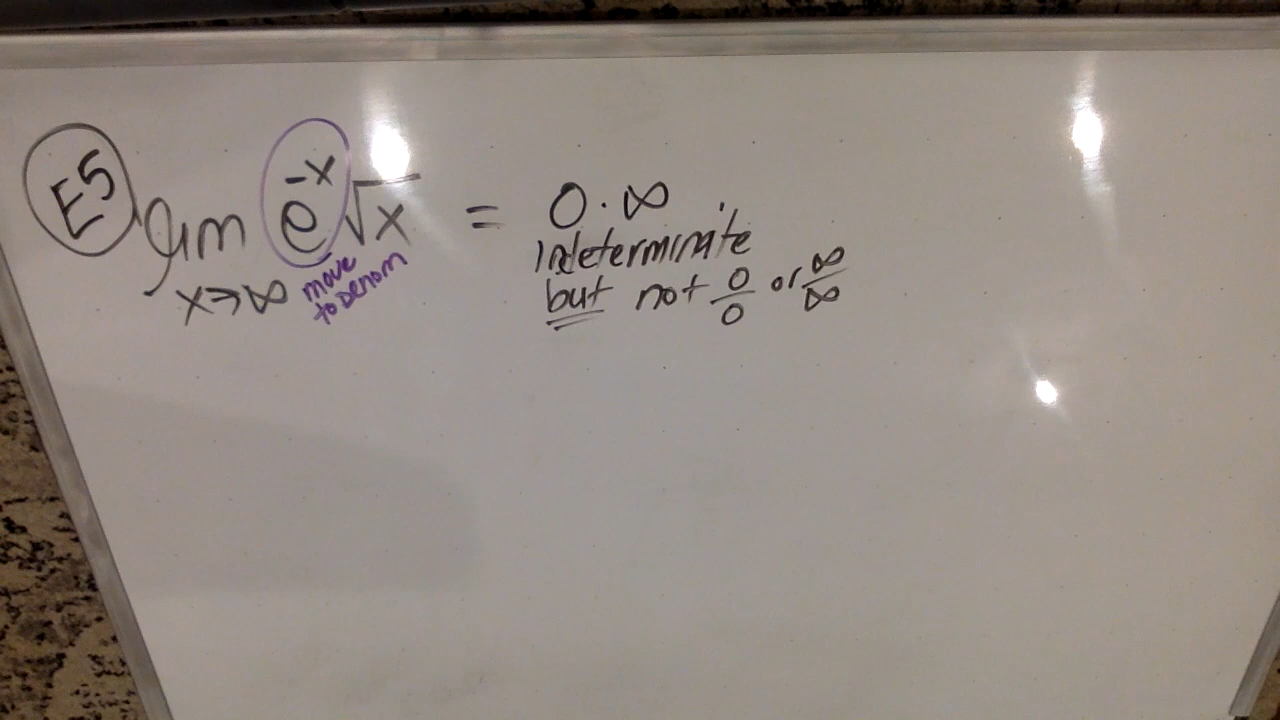 E5
lim e^-x √x = 0·∞
x→∞
move
to denom
Indeterminate
but not 0/0 or ∞/∞